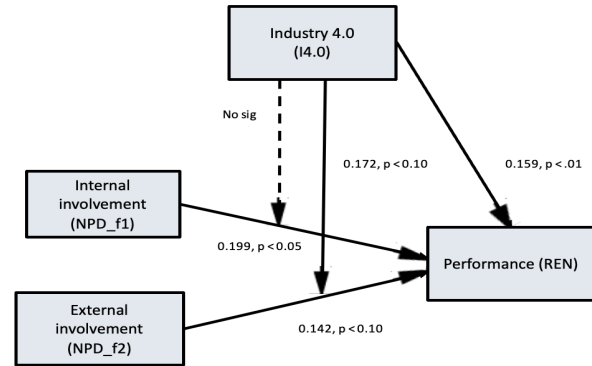 Industry 4.0
(I4.0)
No sig
0.172, p < 0.10
0.159, p < .01
Internal
involvement
(NPD_f1)
0.199, p < 0.05
Performance (REN)
External
involvement
(NPD_f2)
0.142, p < 0.10